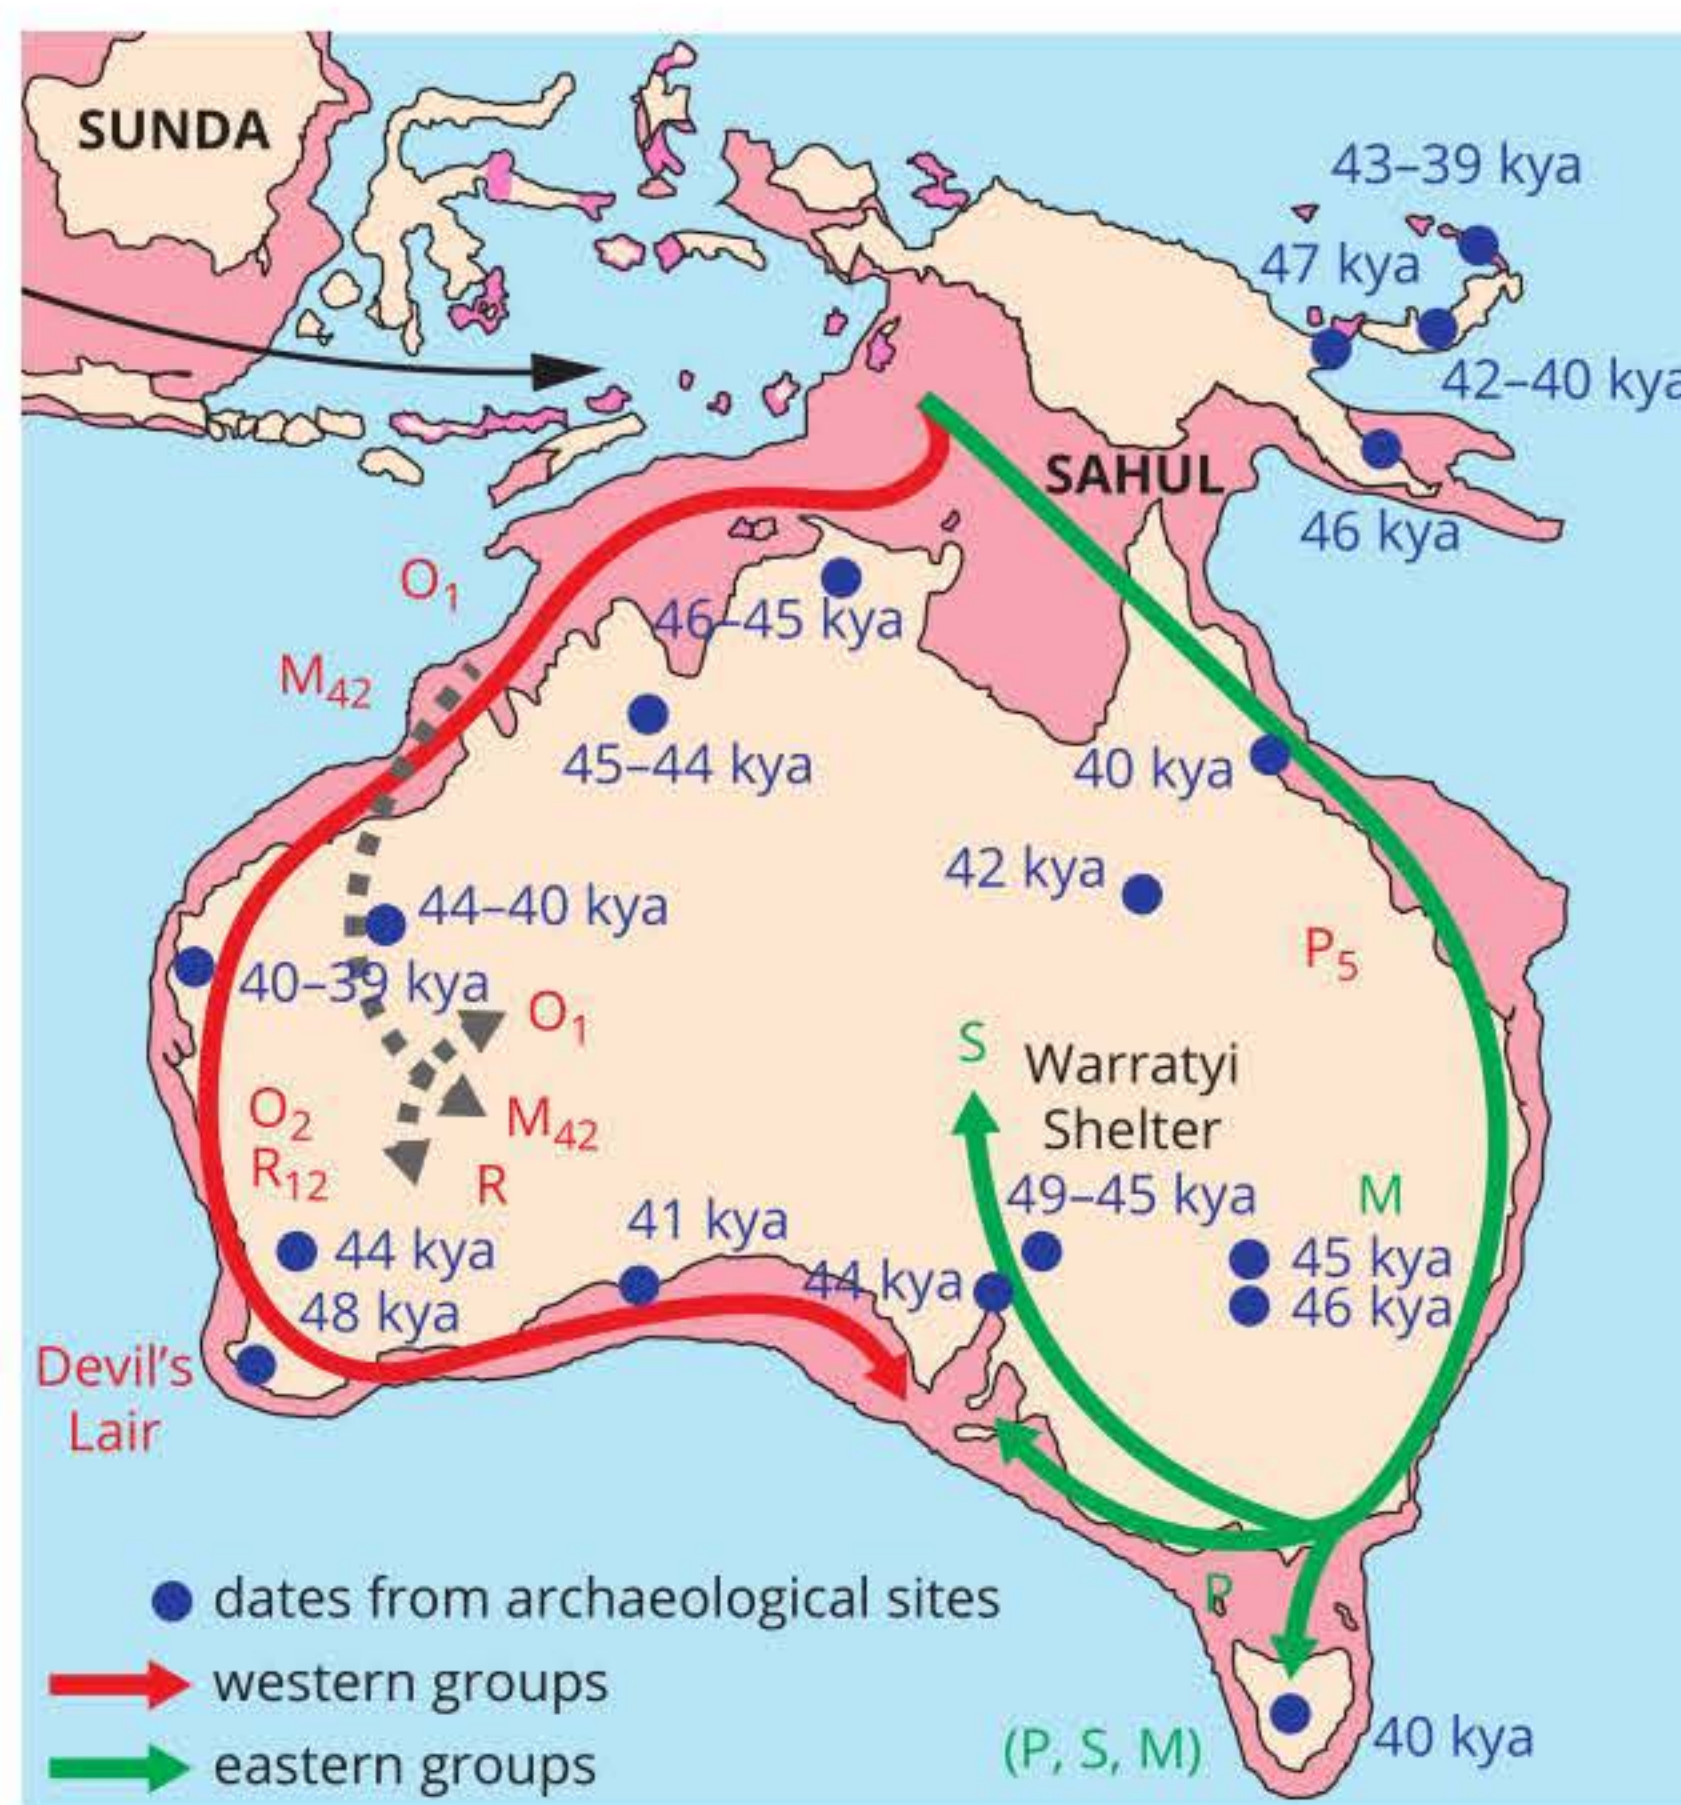 SUNDA
43–39 kya
47 kya
42–40 kya
SAHUL
46 kya
O₁
46–45 kya
M₄₂
45–44 kya
40 kya
42 kya
44–40 kya
P₅
40–39 kya
O₁
S
Warratyi
Shelter
O₂
M₄₂
R₁₂
R
49–45 kya
M
41 kya
44 kya
44 kya
45 kya
48 kya
46 kya
Devil’s
Lair
dates from archaeological sites
R
western groups
(P, S, M)
40 kya
eastern groups